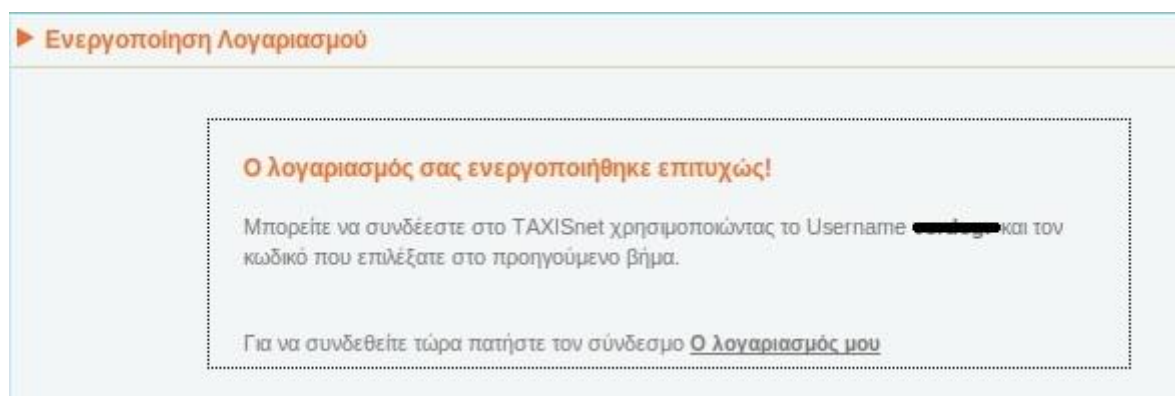 Ενεργοποίηση Λογαριασμού
Ο λογαριασμός σας ενεργοποιήθηκε επιτυχώς!
Μπορείτε να συνδέεστε στο TAXISnet χρησιμοποιώντας το Username και τον
κωδικό που επιλέξατε στο προηγούμενο βήμα.
Για να συνδεθείτε τώρα πατήστε τον σύνδεσμο Ο λογαριασμός μου